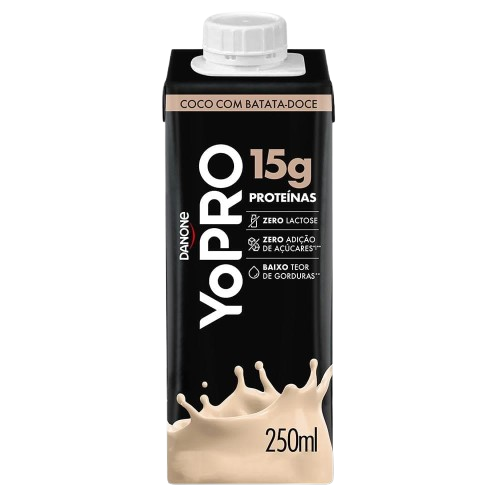 COCO COM BATATA-DOCE
DANONE
YoPRO
15g
PROTEÍNAS
ZERO LACTOSE
ZERO ADIÇÃO
DE AÇÚCARES*/***
BAIXO TEOR
DE GORDURAS**
250ml